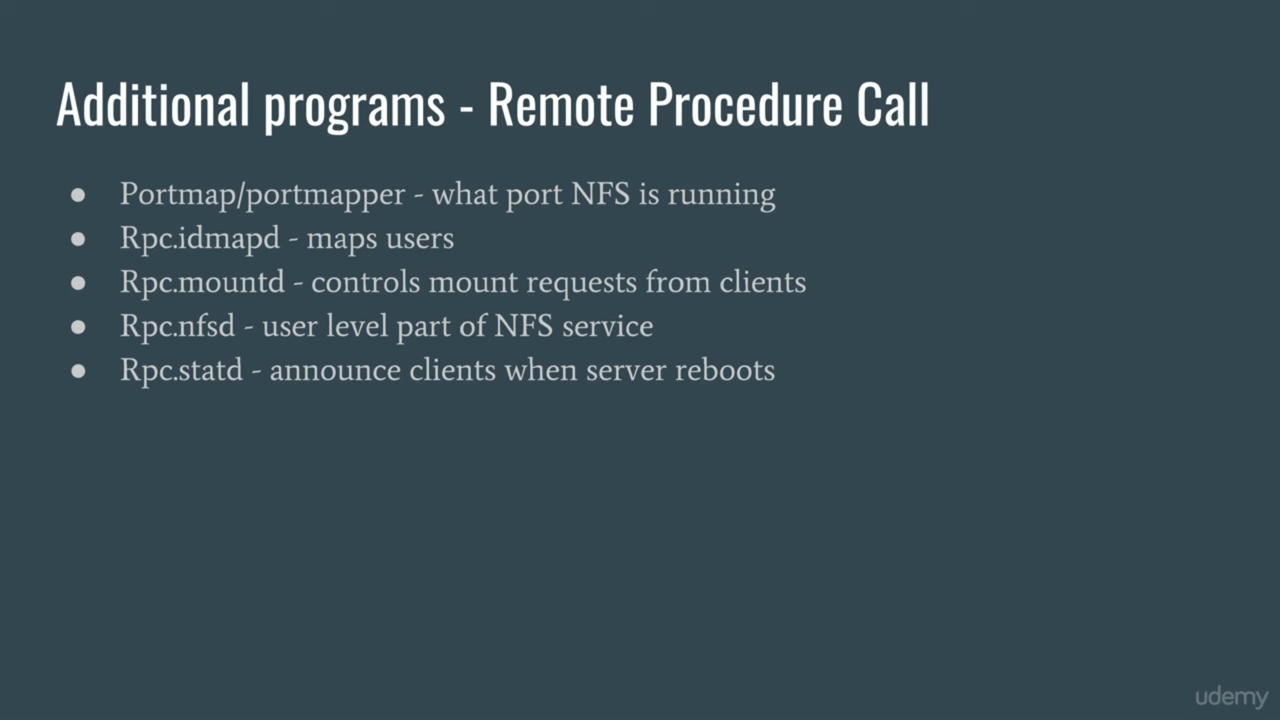 Additional programs - Remote Procedure Call
● Portmap/portmapper - what port NFS is running
● Rpc.idmapd - maps users
● Rpc.mountd - controls mount requests from clients
● Rpc.nfsd - user level part of NFS service
● Rpc.statd - announce clients when server reboots
udemy